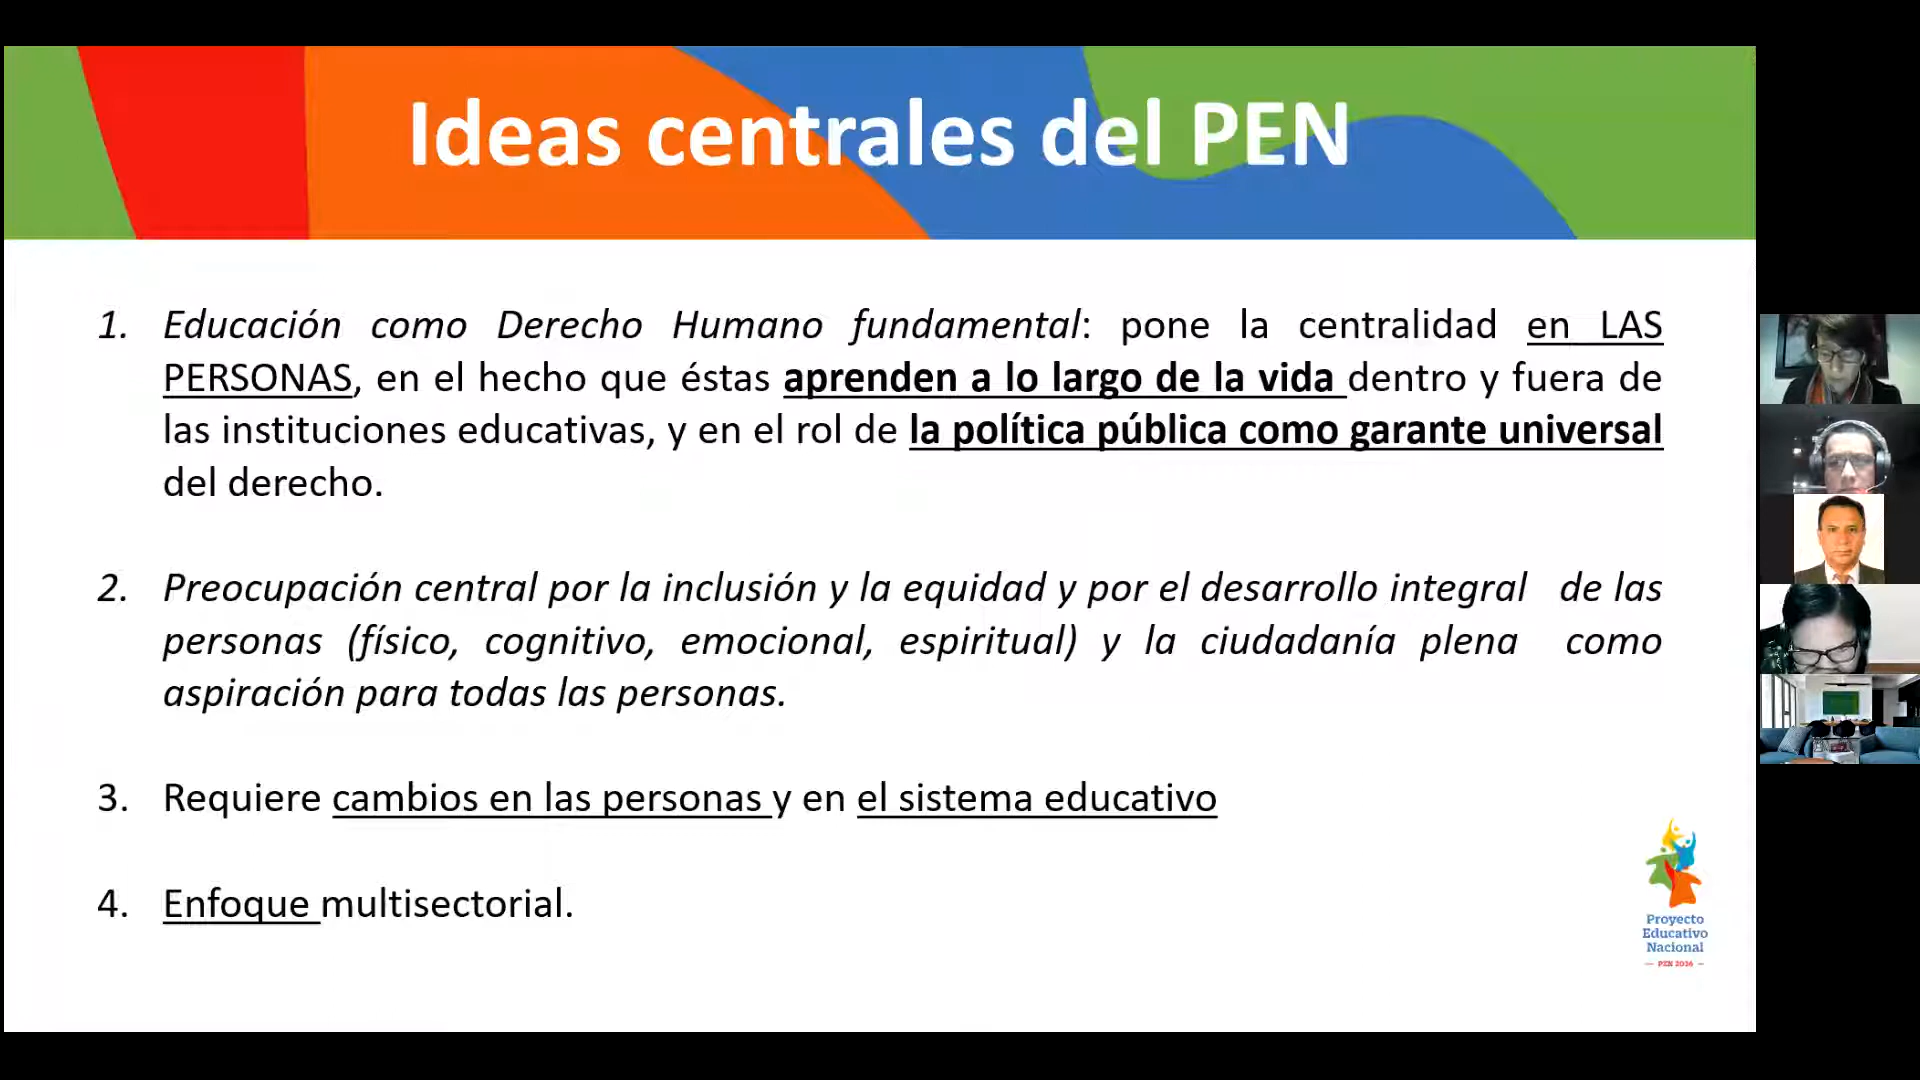 Ideas centrales del PEN
1. Educación como Derecho Humano fundamental: pone la centralidad en LAS
PERSONAS, en el hecho que éstas aprenden a lo largo de la vida dentro y fuera de
las instituciones educativas, y en el rol de la política pública como garante universal
del derecho.
2. Preocupación central por la inclusión y la equidad y por el desarrollo integral de las
personas (físico, cognitivo, emocional, espiritual) y la ciudadanía plena como
aspiración para todas las personas.
3. Requiere cambios en las personas y en el sistema educativo
4. Enfoque multisectorial.
Proyecto
Educativo
Nacional
— PEN 2036 —